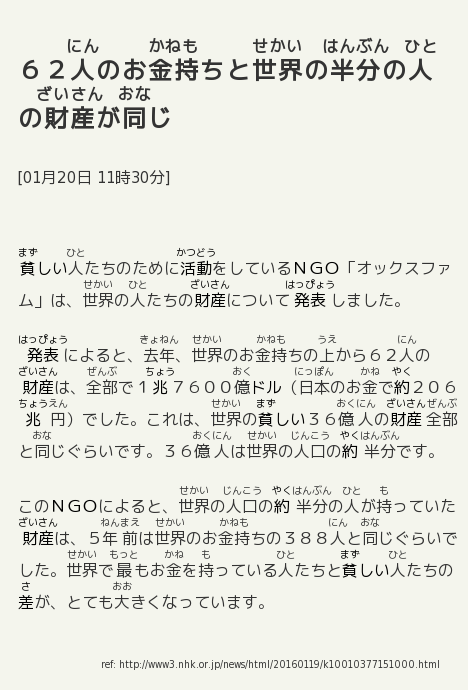 にん かねも せかい はんぶん ひと
６２人のお金持ちと世界の半分の人
ざいさん おな
の財産が同じ
[01月20日 11時30分]
まず ひと かつどう
貧しい人たちのために活動をしているＮＧＯ「オックスファ
せかい ひと ざいさん はっぴょう
ム」は、世界の人たちの財産について発表しました。
はっぴょう きょねん せかい かねも うえ にん
発表によると、去年、世界のお金持ちの上から６２人の
ざいさん ぜんぶ ちょう おく にっぽん かね やく
財産は、全部で１兆７６００億ドル（日本のお金で約２０６
ちょうえん せかい まず おくにん ざいさんぜんぶ
兆円）でした。これは、世界の貧しい３６億人の財産全部
おな おくにん せかい じんこう やくはんぶん
と同じぐらいです。３６億人は世界の人口の約半分です。
せかい じんこう やくはんぶん ひと も
このＮＧＯによると、世界の人口の約半分の人が持っていた
ざいさん ねんまえ せかい かねも にん おな
財産は、５年前は世界のお金持ちの３８８人と同じぐらいで
せかい もっと かね も ひと まず ひと
した。世界で最もお金を持っている人たちと貧しい人たちの
さ おお
差が、とても大きくなっています。
ref: http://www3.nhk.or.jp/news/html/20160119/k10010377151000.html